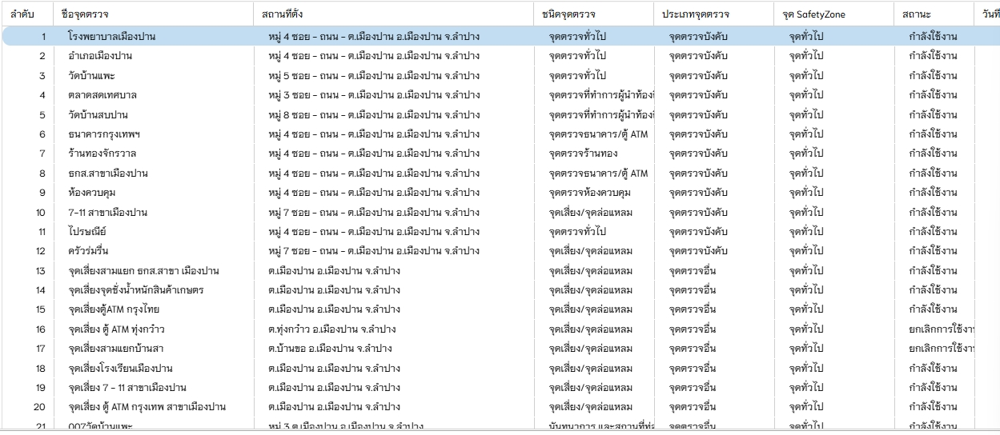 ลำดับ ชื่อจุดตรวจ สถานที่ตั้ง ชนิดจุดตรวจ ประเภทจุดตรวจ จุด SafetyZone สถานะ วันที่
1 โรงพยาบาลเมืองปาน หมู่ 4 ซอย - ถนน - ต.เมืองปาน อ.เมืองปาน จ.ลำปาง จุดตรวจทั่วไป จุดตรวจบังคับ จุดทั่วไป กำลังใช้งาน
2 อำเภอเมืองปาน หมู่ 4 ซอย - ถนน - ต.เมืองปาน อ.เมืองปาน จ.ลำปาง จุดตรวจทั่วไป จุดตรวจบังคับ จุดทั่วไป กำลังใช้งาน
3 วัดบ้านแพะ หมู่ 5 ซอย - ถนน - ต.เมืองปาน อ.เมืองปาน จ.ลำปาง จุดตรวจทั่วไป จุดตรวจบังคับ จุดทั่วไป กำลังใช้งาน
4 ตลาดสดเทศบาล หมู่ 3 ซอย - ถนน - ต.เมืองปาน อ.เมืองปาน จ.ลำปาง จุดตรวจที่ทำการผู้นำท้อง จุดตรวจบังคับ จุดทั่วไป กำลังใช้งาน
5 วัดบ้านสบปาน หมู่ 8 ซอย - ถนน - ต.เมืองปาน อ.เมืองปาน จ.ลำปาง จุดตรวจที่ทำการผู้นำท้อง จุดตรวจบังคับ จุดทั่วไป กำลังใช้งาน
6 ธนาคารกรุงเทพฯ หมู่ 4 ซอย - ถนน - ต.เมืองปาน อ.เมืองปาน จ.ลำปาง จุดตรวจธนาคาร/ตู้ ATM จุดตรวจบังคับ จุดทั่วไป กำลังใช้งาน
7 ร้านทองจักรวาล หมู่ 4 ซอย - ถนน - ต.เมืองปาน อ.เมืองปาน จ.ลำปาง จุดตรวจร้านทอง จุดตรวจบังคับ จุดทั่วไป กำลังใช้งาน
8 ธกส.สาขาเมืองปาน หมู่ 4 ซอย - ถนน - ต.เมืองปาน อ.เมืองปาน จ.ลำปาง จุดตรวจธนาคาร/ตู้ ATM จุดตรวจบังคับ จุดทั่วไป กำลังใช้งาน
9 ห้องควบคุม หมู่ 4 ซอย - ถนน - ต.เมืองปาน อ.เมืองปาน จ.ลำปาง จุดตรวจห้องควบคุม จุดตรวจบังคับ จุดทั่วไป กำลังใช้งาน
10 7-11 สาขาเมืองปาน หมู่ 7 ซอย - ถนน - ต.เมืองปาน อ.เมืองปาน จ.ลำปาง จุดเสี่ยง/จุดล่อแหลม จุดตรวจบังคับ จุดทั่วไป กำลังใช้งาน
11 ไปรษณีย์ หมู่ 4 ซอย - ถนน - ต.เมืองปาน อ.เมืองปาน จ.ลำปาง จุดตรวจทั่วไป จุดตรวจบังคับ จุดทั่วไป กำลังใช้งาน
12 ครัวร่มรื่น หมู่ 7 ซอย - ถนน - ต.เมืองปาน อ.เมืองปาน จ.ลำปาง จุดเสี่ยง/จุดล่อแหลม จุดตรวจบังคับ จุดทั่วไป กำลังใช้งาน
13 จุดเสี่ยงสามแยก ธกส.สาขา เมืองปาน ต.เมืองปาน อ.เมืองปาน จ.ลำปาง จุดเสี่ยง/จุดล่อแหลม จุดตรวจอื่น จุดทั่วไป กำลังใช้งาน
14 จุดเสี่ยงจุดชั่งน้ำหนักสินค้าเกษตร ต.เมืองปาน อ.เมืองปาน จ.ลำปาง จุดเสี่ยง/จุดล่อแหลม จุดตรวจอื่น จุดทั่วไป กำลังใช้งาน
15 จุดเสี่ยงตู้ATM กรุงไทย ต.เมืองปาน อ.เมืองปาน จ.ลำปาง จุดเสี่ยง/จุดล่อแหลม จุดตรวจอื่น จุดทั่วไป กำลังใช้งาน
16 จุดเสี่ยง ตู้ ATM ทุ่งกว๋าว ต.ทุ่งกว๋าว อ.เมืองปาน จ.ลำปาง จุดเสี่ยง/จุดล่อแหลม จุดตรวจอื่น จุดทั่วไป ยกเลิกการใช้งาน
17 จุดเสี่ยงสามแยกบ้านสา ต.บ้านขอ อ.เมืองปาน จ.ลำปาง จุดเสี่ยง/จุดล่อแหลม จุดตรวจอื่น จุดทั่วไป ยกเลิกการใช้งาน
18 จุดเสี่ยงโรงเรียนเมืองปาน ต.เมืองปาน อ.เมืองปาน จ.ลำปาง จุดเสี่ยง/จุดล่อแหลม จุดตรวจอื่น จุดทั่วไป กำลังใช้งาน
19 จุดเสี่ยง 7 - 11 สาขาเมืองปาน ต.เมืองปาน อ.เมืองปาน จ.ลำปาง จุดเสี่ยง/จุดล่อแหลม จุดตรวจอื่น จุดทั่วไป กำลังใช้งาน
20 จุดเสี่ยง ตู้ ATM กรุงเทพ สาขาเมืองปาน ต.เมืองปาน อ.เมืองปาน จ.ลำปาง จุดเสี่ยง/จุดล่อแหลม จุดตรวจอื่น จุดทั่วไป กำลังใช้งาน
21 007วัดบ้านแพะ หมู่ 3 ต.เมืองปาน อ.เมืองปาน จ.ลำปาง นันทนาการ และสถานที่ท่อ จุดตรวจอื่น จุดทั่วไป กำลังใช้งาน